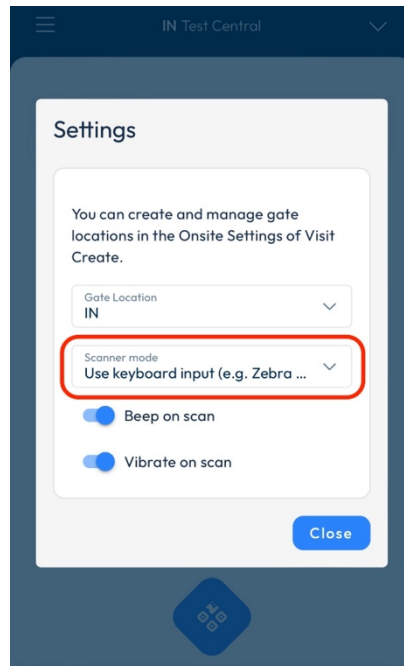 IN Test Central
Settings
You can create and manage gate
locations in the Onsite Settings of Visit
Create.
Gate Location
IN
Scanner mode
Use keyboard input (e.g. Zebra ...
Beep on scan
Vibrate on scan
Close